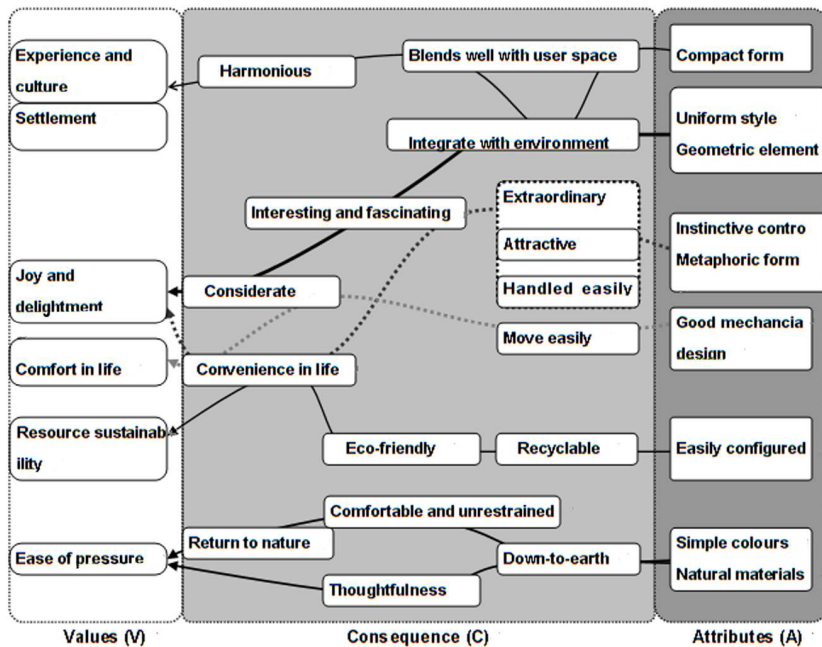 Experience and
culture
Settlement
Joy and
delightment
Comfort in life
Resource sustainab
ility
Ease of pressure
Values (V)
Harmonious
Blends well with user space
Integrate with environment
Interesting and fascinating
Extraordinary
Attractive
Handled easily
Considerate
Move easily
Convenience in life
Eco-friendly
Recyclable
Comfortable and unrestrained
Return to nature
Down-to-earth
Thoughtfulness
Consequence (C)
Compact form
Uniform style
Geometric element
Instinctive contro
Metaphoric form
Good mechancia
design
Easily configured
Simple colours
Natural materials
Attributes (A)